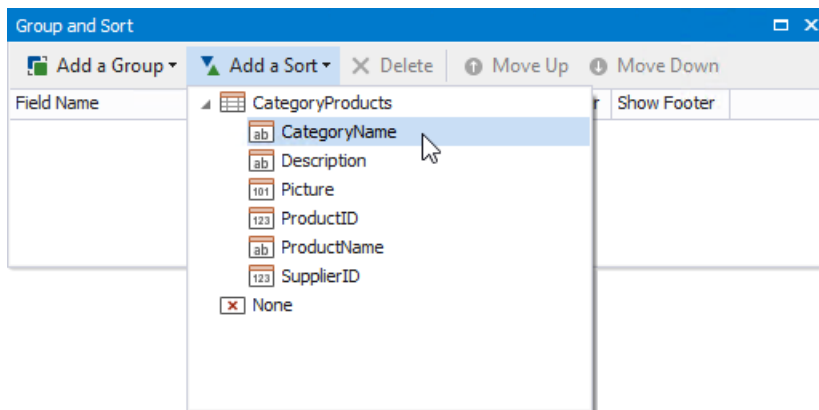 Group and Sort
Add a Group Add a Sort Delete Move Up Move Down
Field Name r Show Footer
CategoryProducts
ab CategoryName
ab Description
101 Picture
123 ProductID
ab ProductName
123 SupplierID
None